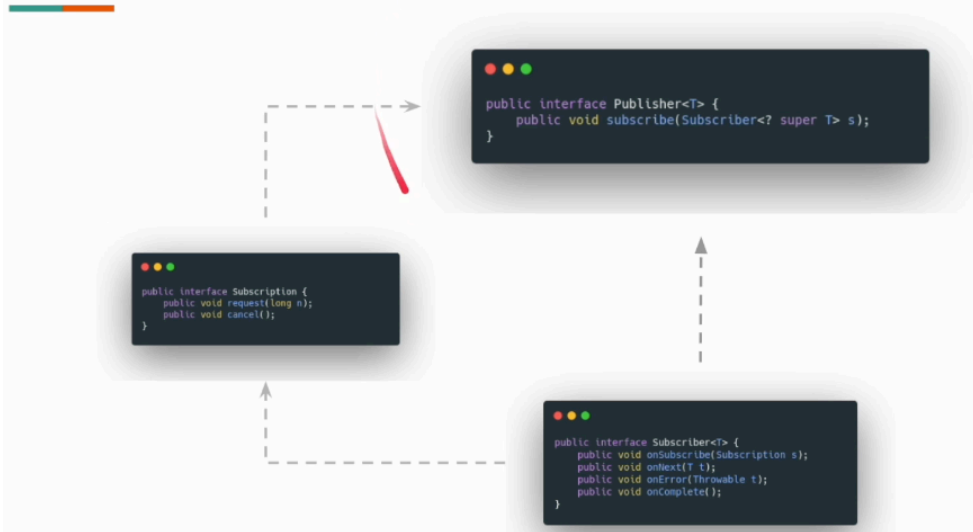 public interface Publisher<T> {
    public void subscribe(Subscriber<? super T> s);
}
public interface Subscription {
    public void request(long n);
    public void cancel();
}
public interface Subscriber<T> {
    public void onSubscribe(Subscription s);
    public void onNext(T t);
    public void onError(Throwable t);
    public void onComplete();
}